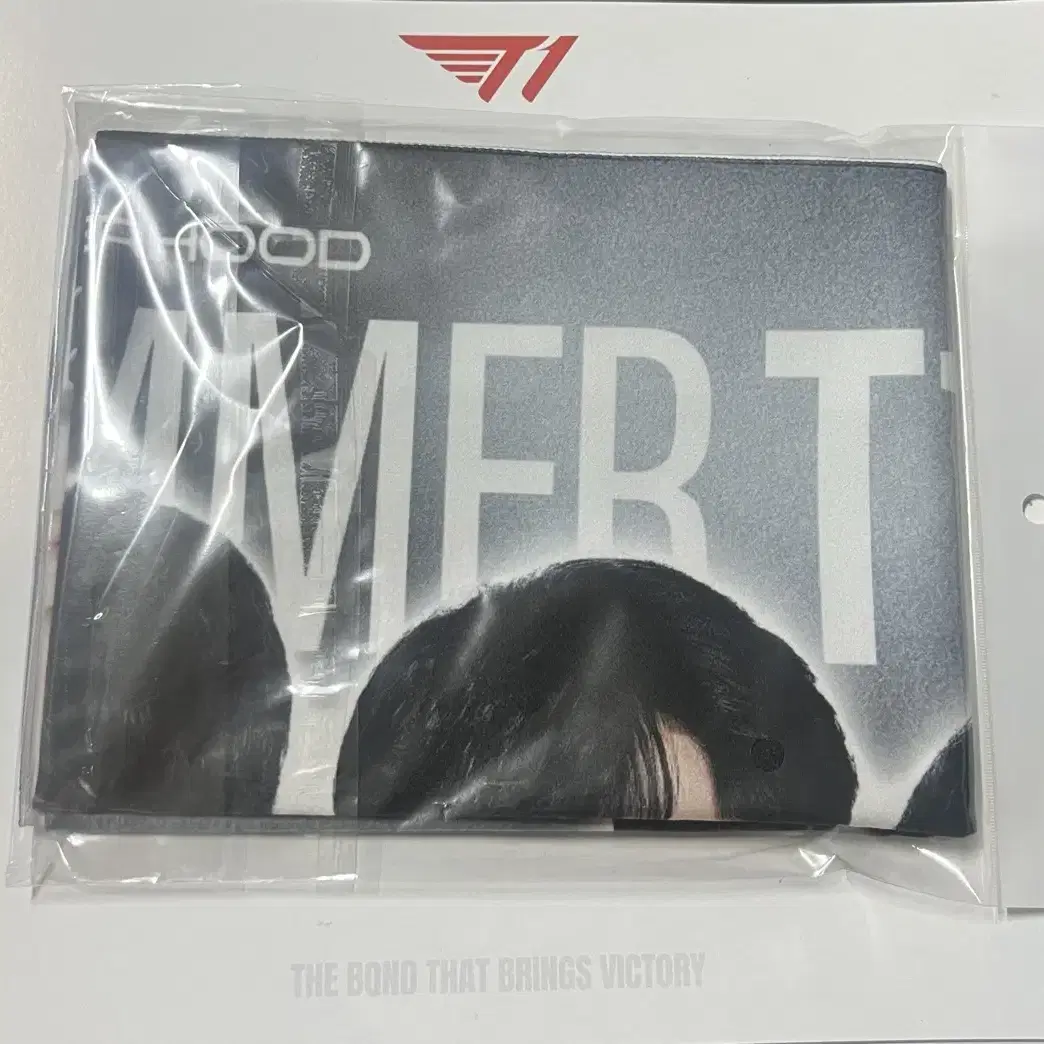 T1
HOOD
MMER T
THE BOND THAT BRINGS VICTORY